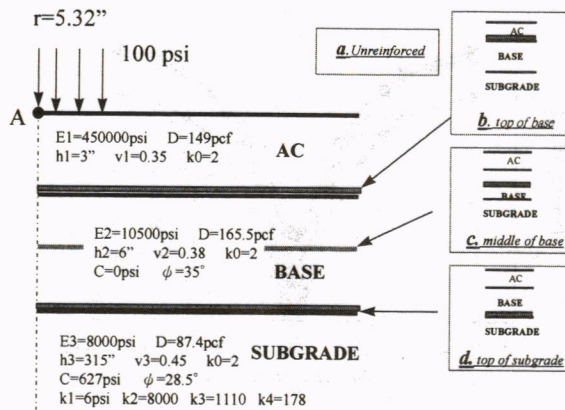 r=5.32”
100 psi
A
E1=450000psi D=149pcf
h1=3” v1=0.35 k0=2
AC
E2=10500psi D=165.5pcf
h2=6” v2=0.38 k0=2
C=0psi ϕ=35°
BASE
E3=8000psi D=87.4pcf
h3=315” v3=0.45 k0=2
SUBGRADE
C=627psi ϕ=28.5°
k1=6psi k2=8000 k3=1110 k4=178
a. Unreinforced
AC
BASE
SUBGRADE
b. top of base
AC
BASE
SUBGRADE
c. middle of base
AC
BASE
SUBGRADE
d. top of subgrade